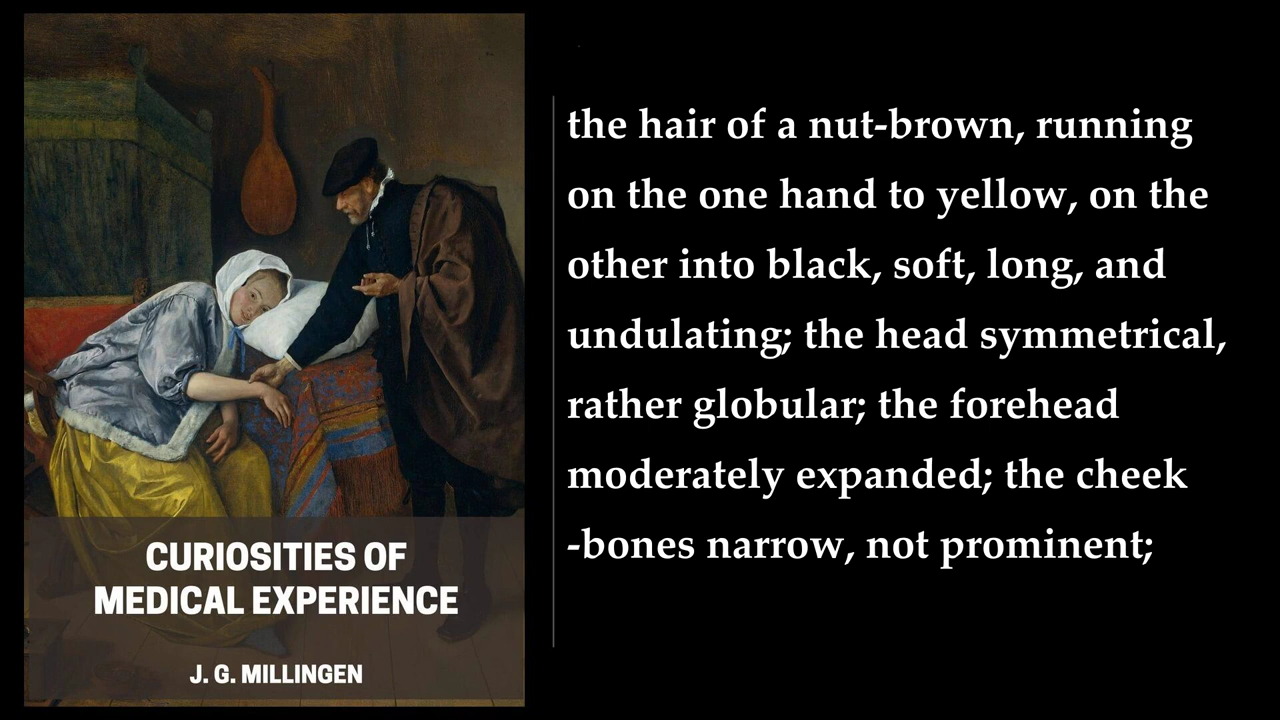 the hair of a nut-brown, running
on the one hand to yellow, on the
other into black, soft, long, and
undulating; the head symmetrical,
rather globular; the forehead
moderately expanded; the cheek
-bones narrow, not prominent;
CURIOSITIES OF
MEDICAL EXPERIENCE
J. G. MILLINGEN